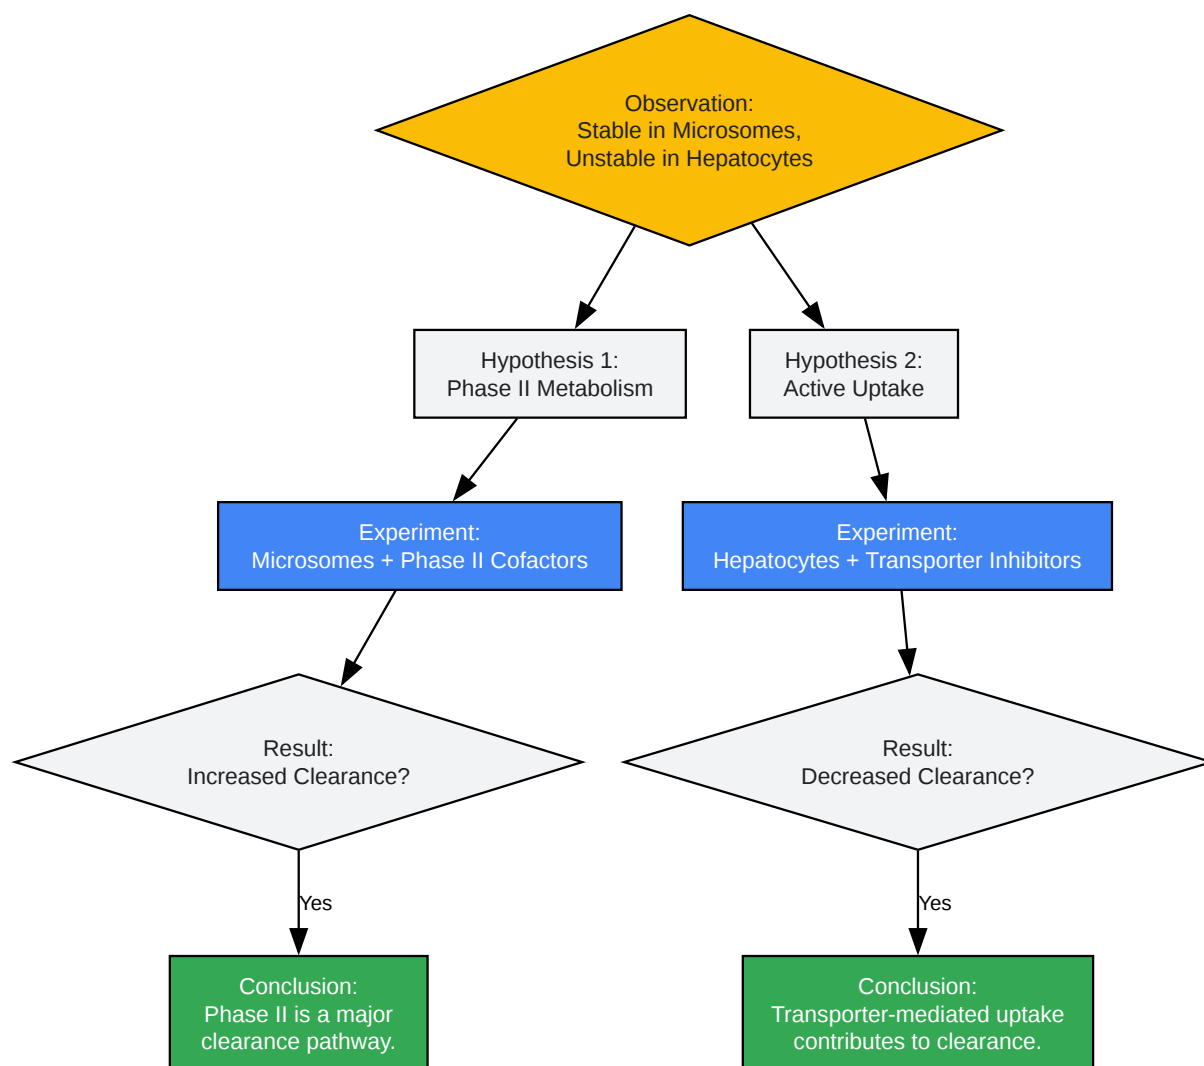 Observation:
Stable in Microsomes,
Unstable in Hepatocytes
Hypothesis 1:
Phase II Metabolism
Hypothesis 2:
Active Uptake
Experiment:
Microsomes + Phase II Cofactors
Experiment:
Hepatocytes + Transporter Inhibitors
Result:
Increased Clearance?
Result:
Decreased Clearance?
Yes
Yes
Conclusion:
Phase II is a major
clearance pathway.
Conclusion:
Transporter-mediated uptake
contributes to clearance.